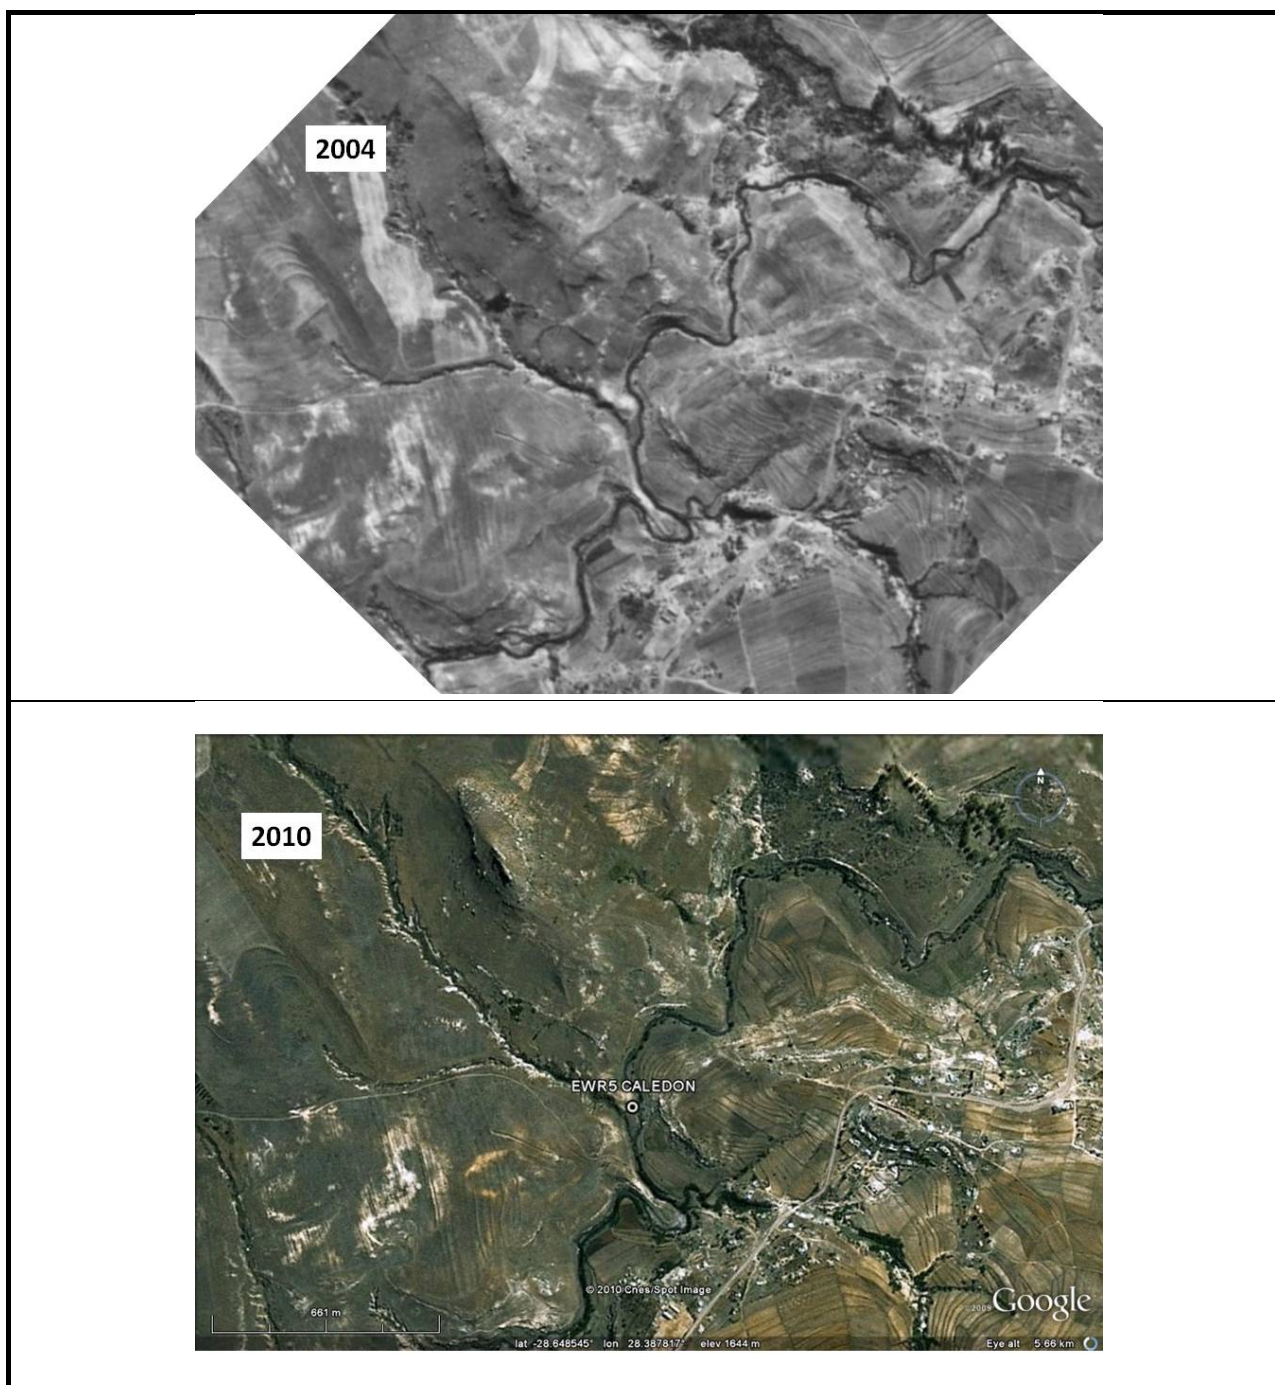 2004
2010
N
EWR5 CALEDON
© 2010 Cnes/Spot Image
©2009 Google
661 m
lat -28.648545° lon 28.387817° elev 1644 m Eye alt 5.66 km